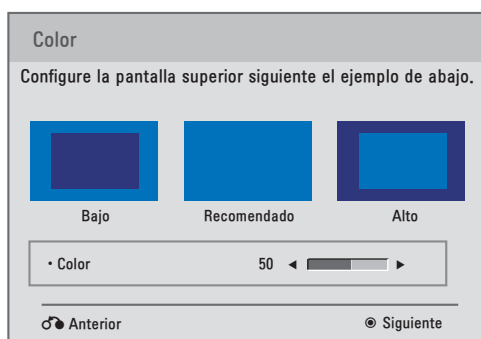 Color
Configure la pantalla superior siguiente el ejemplo de abajo.
Bajo Recomendado Alto
• Color 50 ◄ ►
Anterior ◉ Siguiente